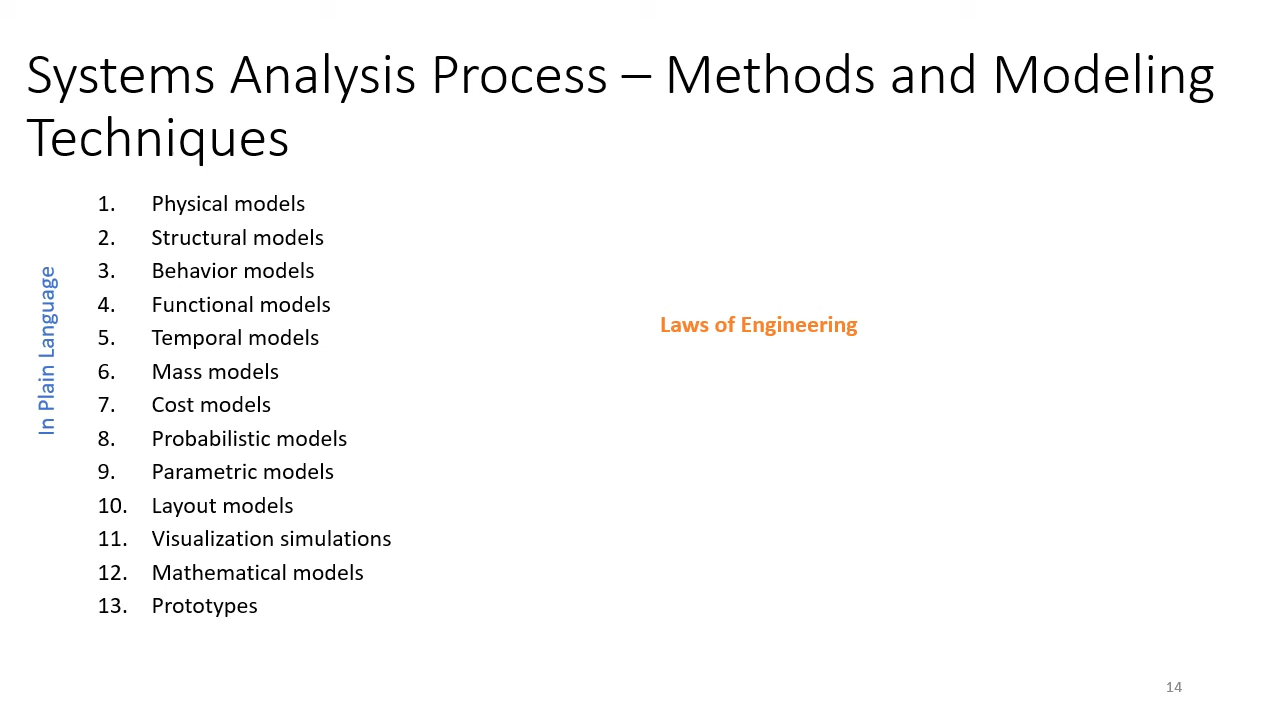 Systems Analysis Process – Methods and Modeling
Techniques
In Plain Language
1. Physical models
2. Structural models
3. Behavior models
4. Functional models
5. Temporal models
6. Mass models
7. Cost models
8. Probabilistic models
9. Parametric models
10. Layout models
11. Visualization simulations
12. Mathematical models
13. Prototypes
Laws of Engineering
14